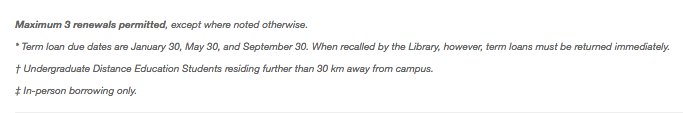 Maximum 3 renewals permitted, except where noted otherwise.
* Term loan due dates are January 30, May 30, and September 30. When recalled by the Library, however, term loans must be returned immediately.
† Undergraduate Distance Education Students residing further than 30 km away from campus.
‡ In-person borrowing only.